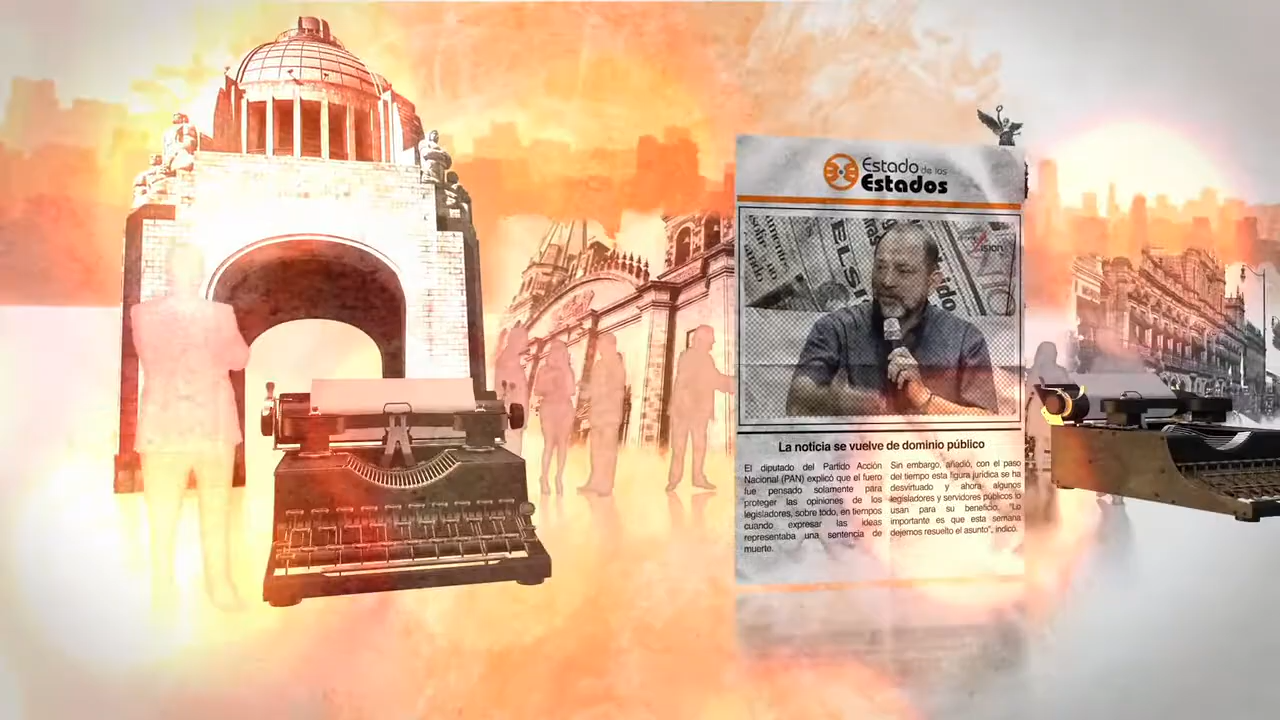 Estado de los
Estados
ELSI
La noticia se vuelve de dominio público
El diputado del Partido Acción
Nacional (PAN) explicó que el fuero
fue pensado solamente para
proteger las opiniones de los
legisladores, sobre todo, en tiempos
cuando expresar las ideas
representaba una sentencia de
muerte.
Sin embargo, añadió, con el paso
del tiempo esta figura jurídica se ha
desvirtuado y ahora algunos
legisladores y servidores públicos lo
usan para su beneficio. "Lo
importante es que esta semana
dejemos resuelto el asunto", indicó.